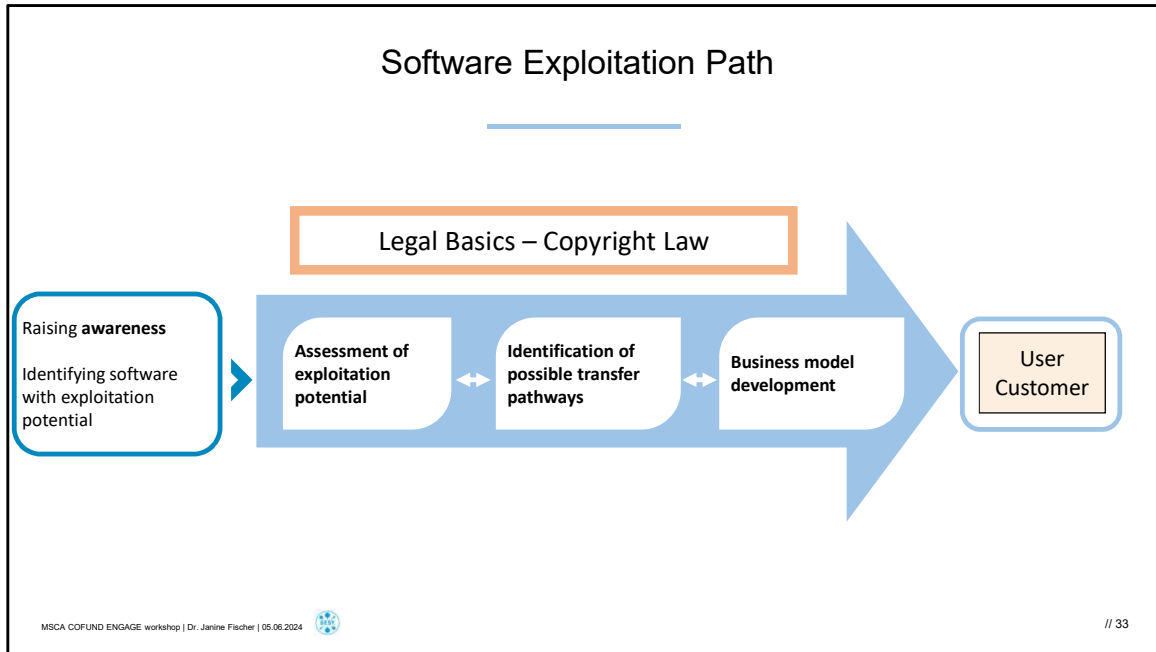 Software Exploitation Path
Legal Basics – Copyright Law
Raising awareness
Identifying software
with exploitation
potential
Assessment of
exploitation
potential
Identification of
possible transfer
pathways
Business model
development
User
Customer
MSCA COFUND ENGAGE workshop | Dr. Janine Fischer | 05.06.2024
// 33